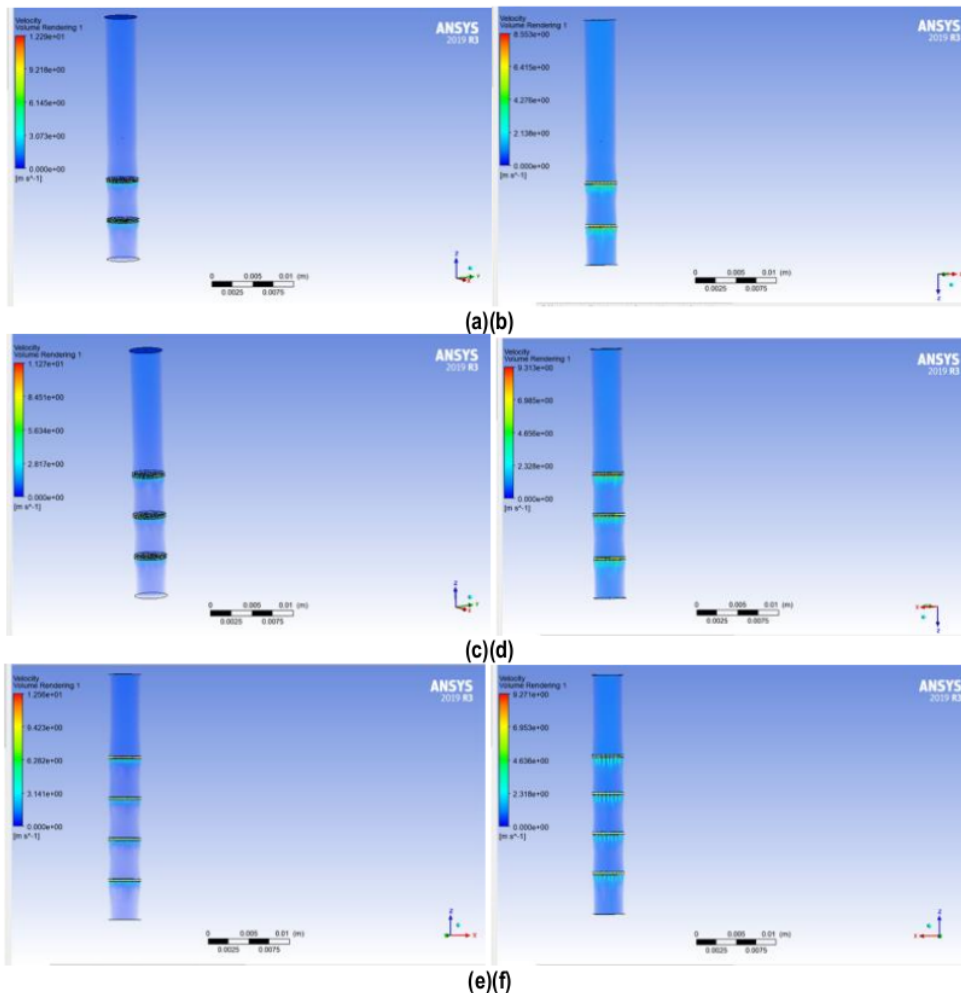 Velocity
Volume Rendering 1
1.229e+01
9.218e+00
6.145e+00
3.073e+00
0.000e+00
[m s^-1]
ANSYS
2019 R3
0 0.005 0.01 (m)
0.0025 0.0075
Z
Y
X
Velocity
Volume Rendering 1
8.553e+00
6.415e+00
4.276e+00
2.138e+00
0.000e+00
[m s^-1]
ANSYS
2019 R3
0 0.005 0.01 (m)
0.0025 0.0075
X
Z
(a)(b)
Velocity
Volume Rendering 1
1.127e+01
8.451e+00
5.634e+00
2.817e+00
0.000e+00
[m s^-1]
ANSYS
2019 R3
0 0.005 0.01 (m)
0.0025 0.0075
Z
Y
X
Velocity
Volume Rendering 1
9.313e+00
6.985e+00
4.656e+00
2.328e+00
0.000e+00
[m s^-1]
ANSYS
2019 R3
0 0.005 0.01 (m)
0.0025 0.0075
X
Z
(c)(d)
Velocity
Volume Rendering 1
1.256e+01
9.423e+00
6.282e+00
3.141e+00
0.000e+00
[m s^-1]
ANSYS
2019 R3
0 0.005 0.01 (m)
0.0025 0.0075
Z
Velocity
Volume Rendering 1
9.271e+00
6.953e+00
4.636e+00
2.318e+00
0.000e+00
[m s^-1]
ANSYS
2019 R3
0 0.005 0.01 (m)
0.0025 0.0075
Z
X
(e)(f)